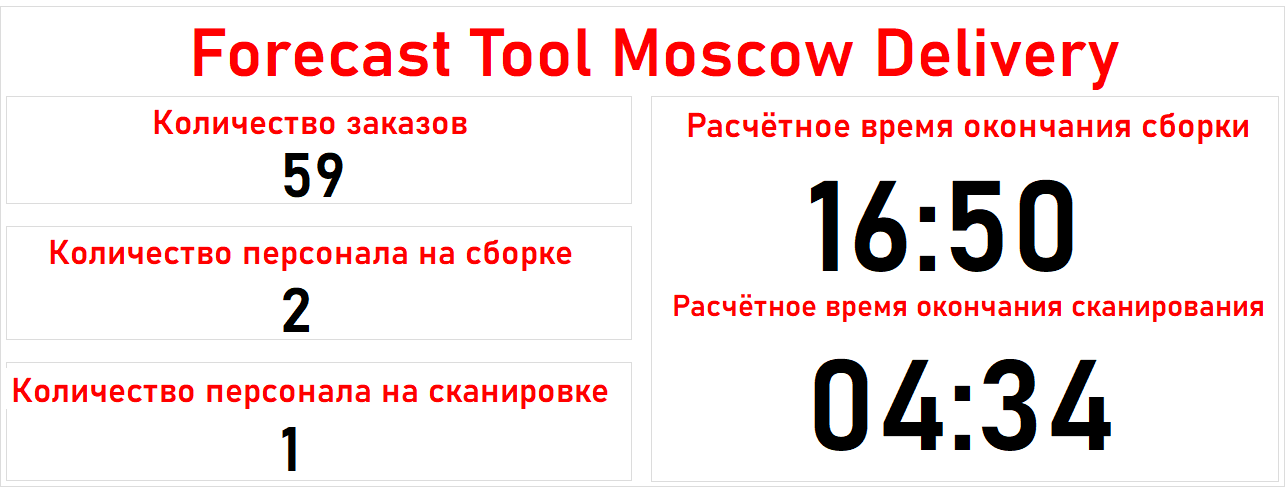 Forecast Tool Moscow Delivery
Количество заказов
59
Количество персонала на сборке
2
Количество персонала на сканировке
1
Расчётное время окончания сборки
16:50
Расчётное время окончания сканирования
04:34